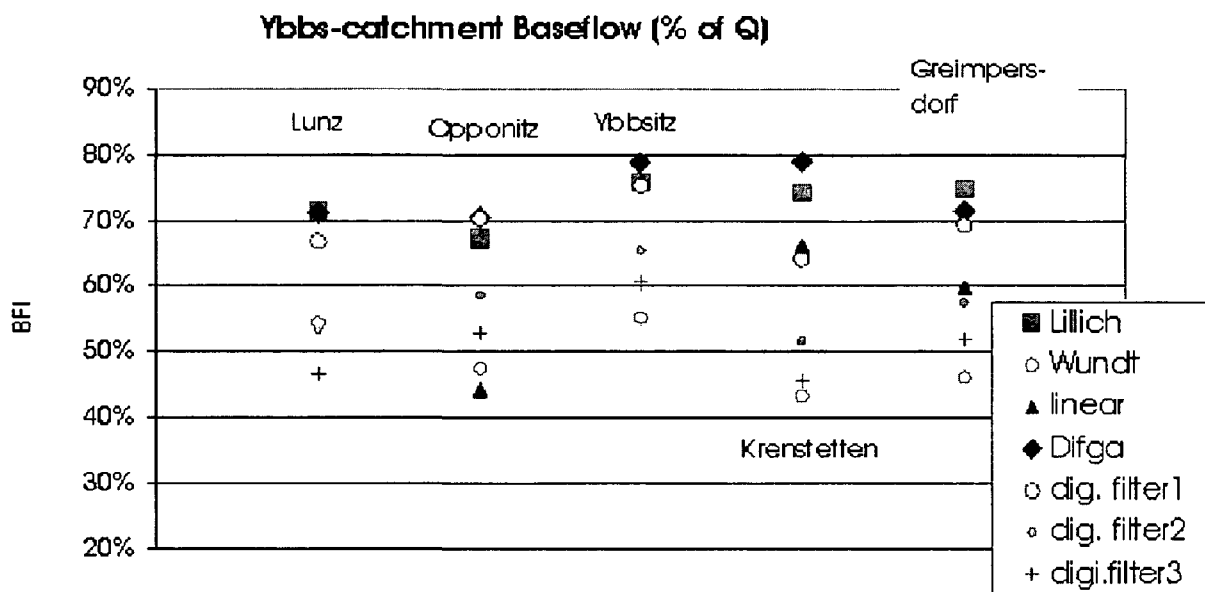 Ybbs-catchment Baseflow (% of Q)
Greimpers-
dorf
Lunz
Opponitz
Ybbsitz
90%
80%
70%
60%
50%
40%
30%
20%
BFI
Krenstetten
Lillich
Wundt
linear
Difga
dig. filter1
dig. filter2
digi.filter3